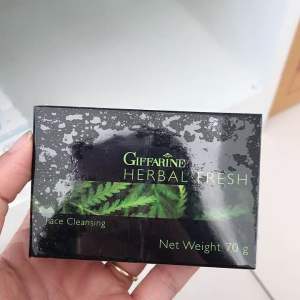 GIFFARINE
HERBAL FRESH
Face Cleansing
Net Weight 70 g